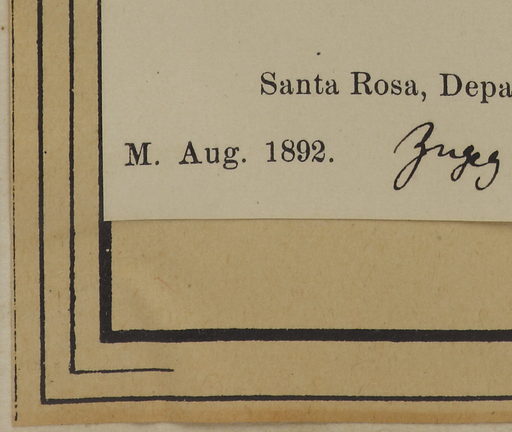 Santa Rosa, Depa
M. Aug. 1892.